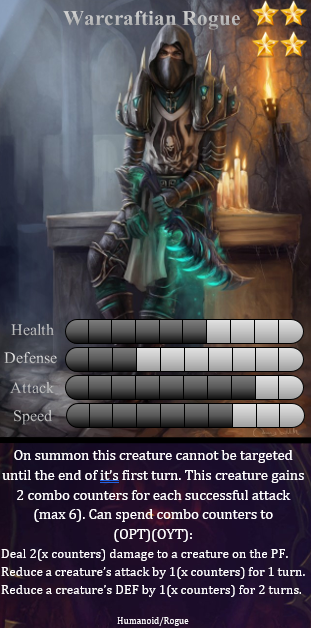 Warcraftian Rogue
Health
Defense
Attack
Speed
On summon this creature cannot be targeted
until the end of it's first turn. This creature gains
2 combo counters for each successful attack
(max 6). Can spend combo counters to
(OPT)(OYT):
Deal 2(x counters) damage to a creature on the PF.
Reduce a creature's attack by 1(x counters) for 1 turn.
Reduce a creature's DEF by 1(x counters) for 2 turns.
Humanoid/Rogue